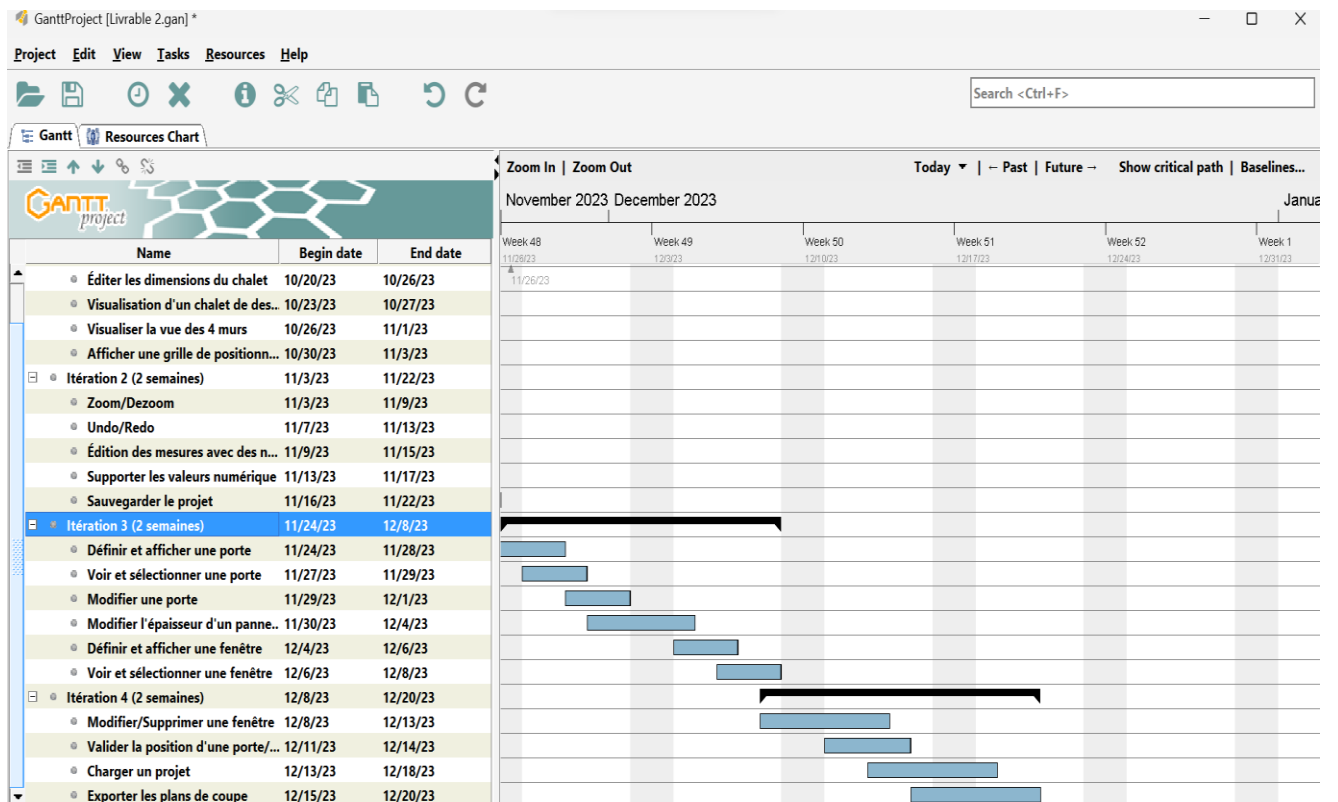 GanttProject [Livrable 2.gan] *
Project Edit View Tasks Resources Help
Search <Ctrl+F>
Gantt Resources Chart
Zoom In | Zoom Out Today ▼ | ← Past | Future → Show critical path | Baselines...
GANTT project
November 2023 December 2023 Janua
Week 48 Week 49 Week 50 Week 51 Week 52 Week 1
11/26/23 12/3/23 12/10/23 12/17/23 12/24/23 12/31/23
Name Begin date End date
11/26/23
Éditer les dimensions du chalet 10/20/23 10/26/23
Visualisation d'un chalet de des... 10/23/23 10/27/23
Visualiser la vue des 4 murs 10/26/23 11/1/23
Afficher une grille de positionn... 10/30/23 11/3/23
Itération 2 (2 semaines) 11/3/23 11/22/23
Zoom/Dezoom 11/3/23 11/9/23
Undo/Redo 11/7/23 11/13/23
Édition des mesures avec des n... 11/9/23 11/15/23
Supporter les valeurs numérique 11/13/23 11/17/23
Sauvegarder le projet 11/16/23 11/22/23
Itération 3 (2 semaines) 11/24/23 12/8/23
Définir et afficher une porte 11/24/23 11/28/23
Voir et sélectionner une porte 11/27/23 11/29/23
Modifier une porte 11/29/23 12/1/23
Modifier l'épaisseur d'un panne.. 11/30/23 12/4/23
Définir et afficher une fenêtre 12/4/23 12/6/23
Voir et sélectionner une fenêtre 12/6/23 12/8/23
Itération 4 (2 semaines) 12/8/23 12/20/23
Modifier/Supprimer une fenêtre 12/8/23 12/13/23
Valider la position d'une porte/... 12/11/23 12/14/23
Charger un projet 12/13/23 12/18/23
Exporter les plans de coupe 12/15/23 12/20/23